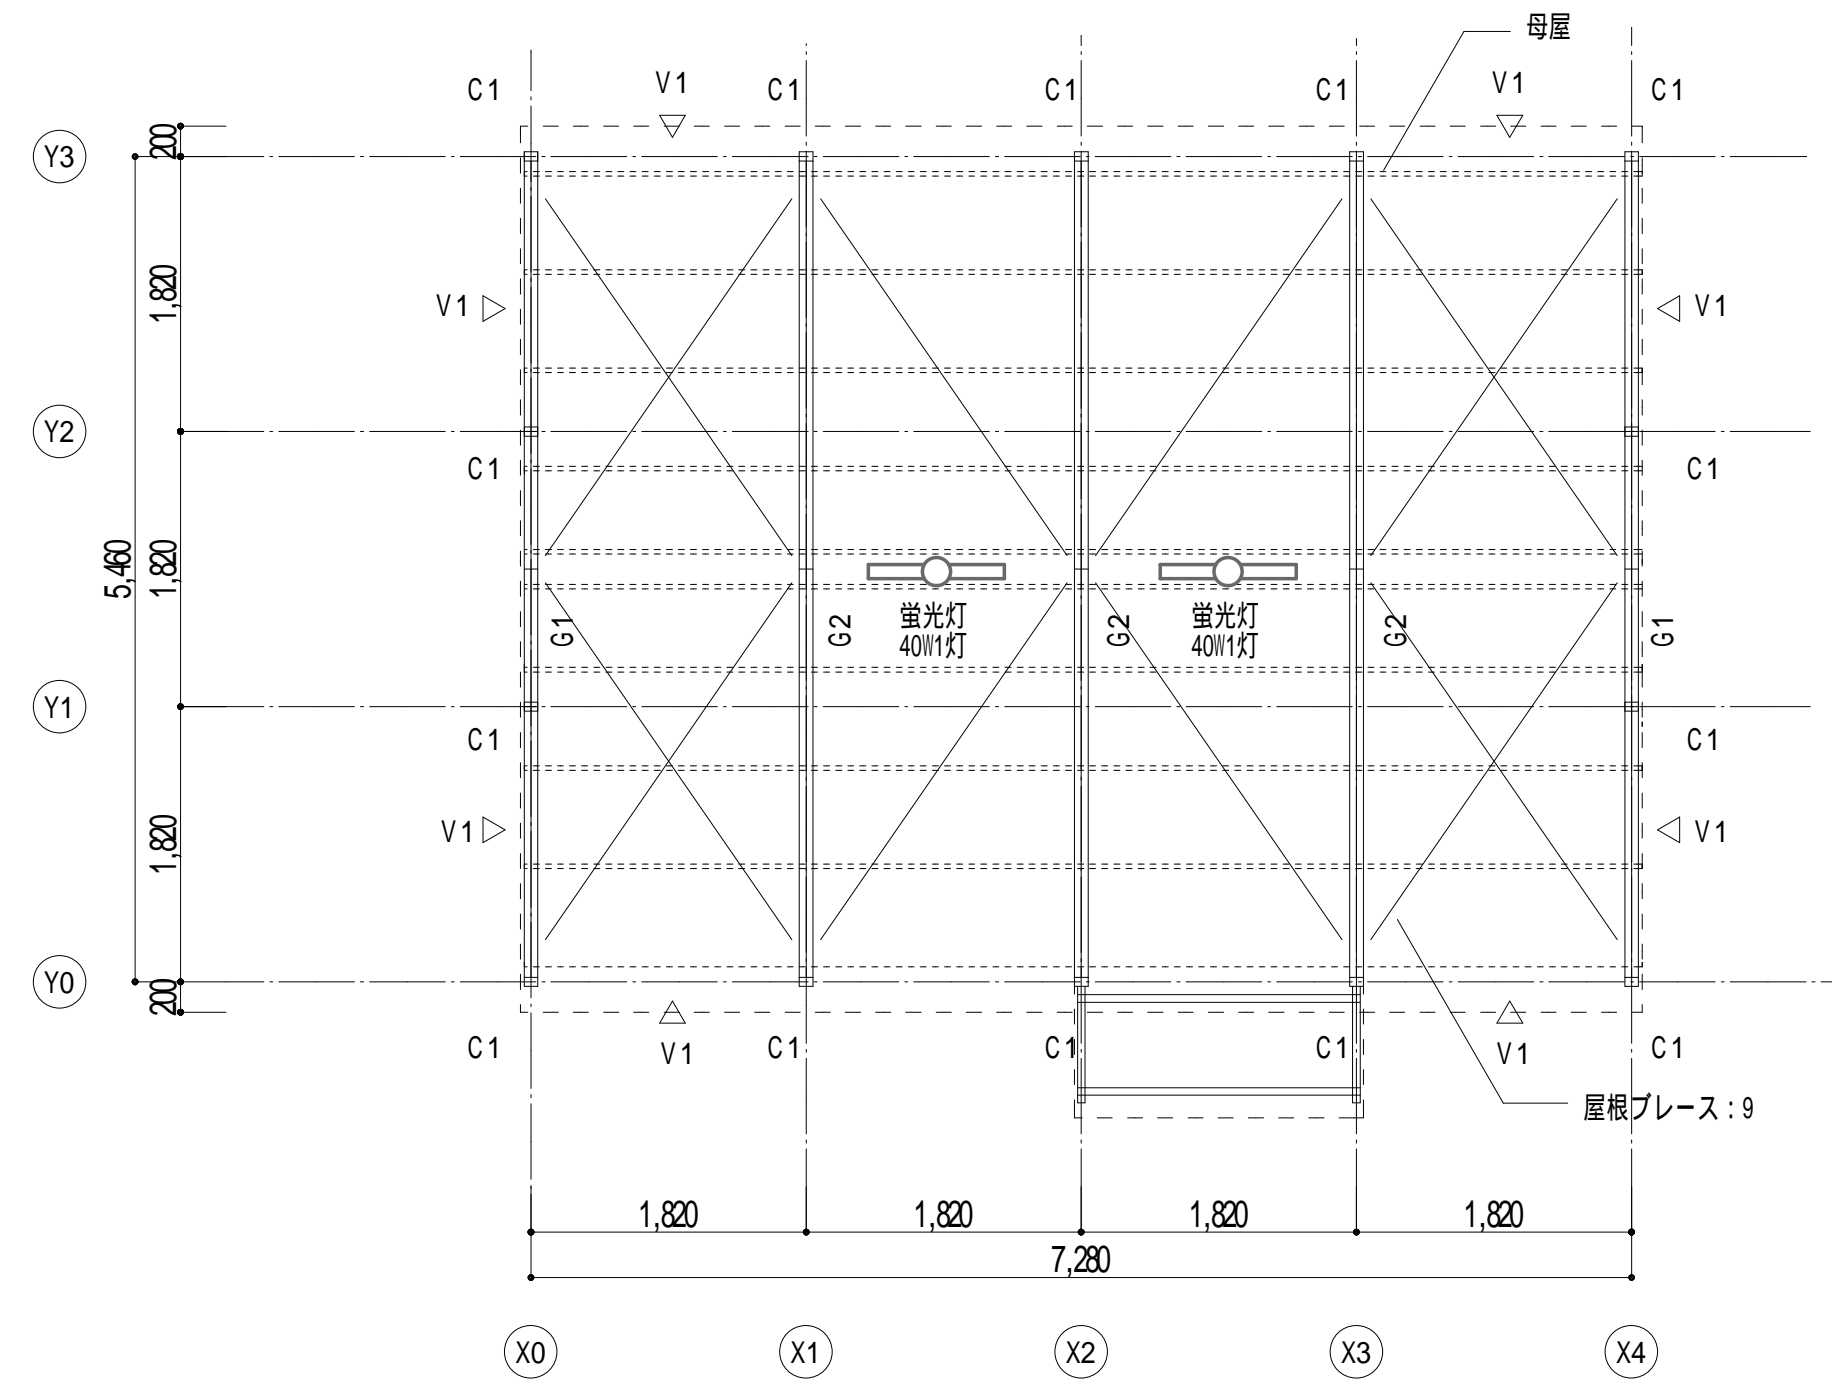 母屋
C1 V1 C1 C1 C1 V1 C1
200
Y3
1,820
V1 V1
Y2
C1 C1
5,460
1,820
蛍光灯 蛍光灯
40W1灯 40W1灯
G1 G2 G2 G2 G1
Y1
C1 C1
1,820
V1 V1
Y0
200
C1 V1 C1 C1 C1 V1 C1
屋根ブレース：9
1,820 1,820 1,820 1,820
7,280
X0 X1 X2 X3 X4